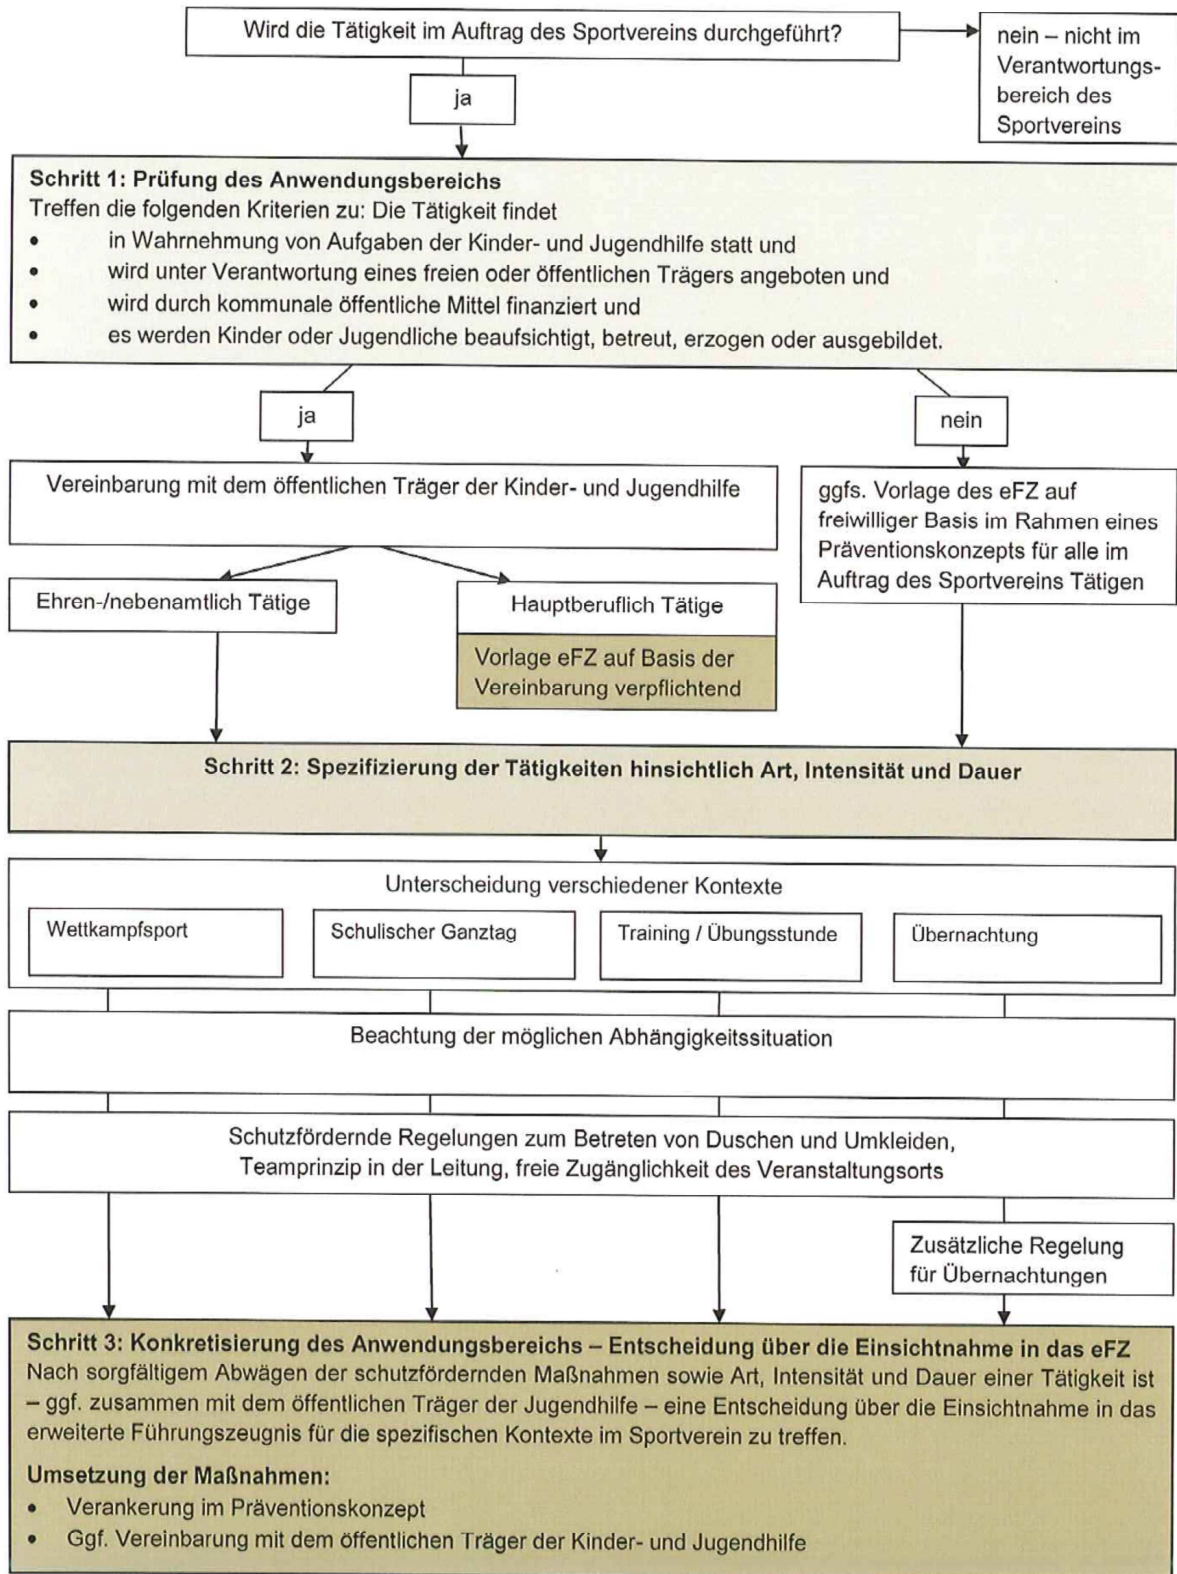 Wird die Tätigkeit im Auftrag des Sportvereins durchgeführt?
nein – nicht im
Verantwortungs-
bereich des
Sportvereins
ja
Schritt 1: Prüfung des Anwendungsbereichs
Treffen die folgenden Kriterien zu: Die Tätigkeit findet
• in Wahrnehmung von Aufgaben der Kinder- und Jugendhilfe statt und
• wird unter Verantwortung eines freien oder öffentlichen Trägers angeboten und
• wird durch kommunale öffentliche Mittel finanziert und
• es werden Kinder oder Jugendliche beaufsichtigt, betreut, erzogen oder ausgebildet.
ja
nein
Vereinbarung mit dem öffentlichen Träger der Kinder- und Jugendhilfe
ggfs. Vorlage des eFZ auf
freiwilliger Basis im Rahmen eines
Präventionskonzepts für alle im
Auftrag des Sportvereins Tätigen
Ehren-/nebenamtlich Tätige
Hauptberuflich Tätige
Vorlage eFZ auf Basis der
Vereinbarung verpflichtend
Schritt 2: Spezifizierung der Tätigkeiten hinsichtlich Art, Intensität und Dauer
Unterscheidung verschiedener Kontexte
Wettkampfsport
Schulischer Ganztag
Training / Übungsstunde
Übernachtung
Beachtung der möglichen Abhängigkeitssituation
Schutzfördernde Regelungen zum Betreten von Duschen und Umkleiden,
Teamprinzip in der Leitung, freie Zugänglichkeit des Veranstaltungsorts
Zusätzliche Regelung
für Übernachtungen
Schritt 3: Konkretisierung des Anwendungsbereichs – Entscheidung über die Einsichtnahme in das eFZ
Nach sorgfältigem Abwägen der schutzfördernden Maßnahmen sowie Art, Intensität und Dauer einer Tätigkeit ist
– ggf. zusammen mit dem öffentlichen Träger der Jugendhilfe – eine Entscheidung über die Einsichtnahme in das
erweiterte Führungszeugnis für die spezifischen Kontexte im Sportverein zu treffen.
Umsetzung der Maßnahmen:
• Verankerung im Präventionskonzept
• Ggf. Vereinbarung mit dem öffentlichen Träger der Kinder- und Jugendhilfe